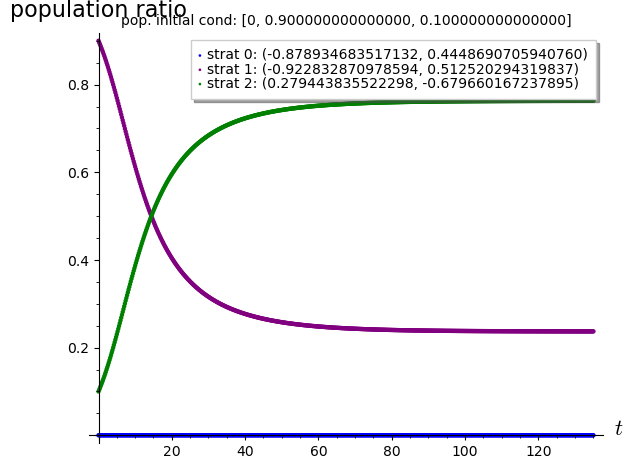 population ratio
pop: initial cond: [0, 0.900000000000000, 0.100000000000000]
strat 0: (-0.878934683517132, 0.4448690705940760)
strat 1: (-0.922832870978594, 0.512520294319837)
strat 2: (0.279443835522298, -0.679660167237895)
0.8
0.6
0.4
0.2
20 40 60 80 100 120
t